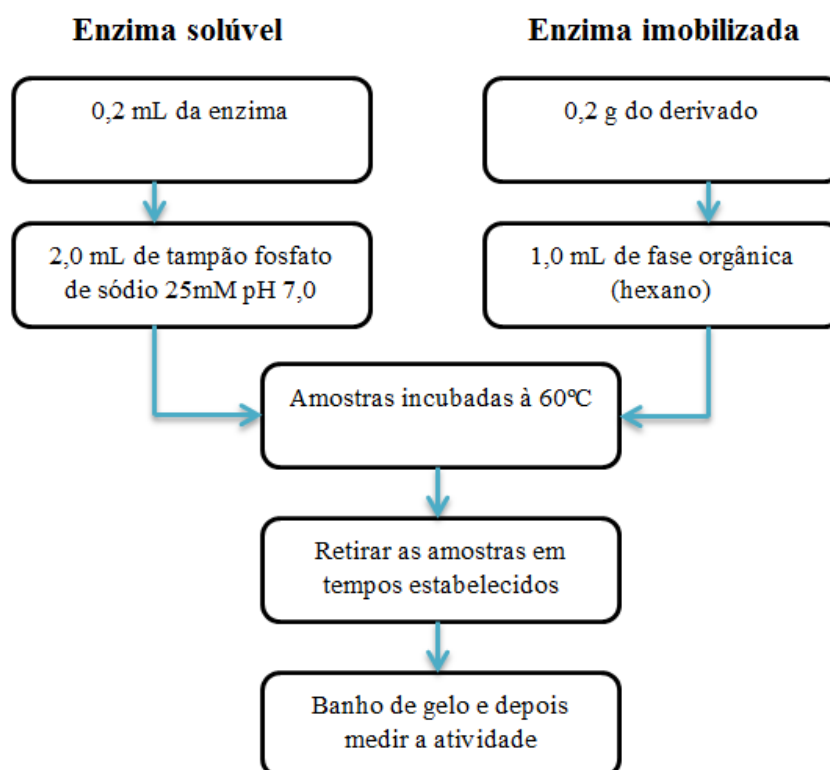 Enzima solúvel
Enzima imobilizada
0,2 mL da enzima
0,2 g do derivado
2,0 mL de tampão fosfato
de sódio 25mM pH 7,0
1,0 mL de fase orgânica
(hexano)
Amostras incubadas à 60ºC
Retirar as amostras em
tempos estabelecidos
Banho de gelo e depois
medir a atividade